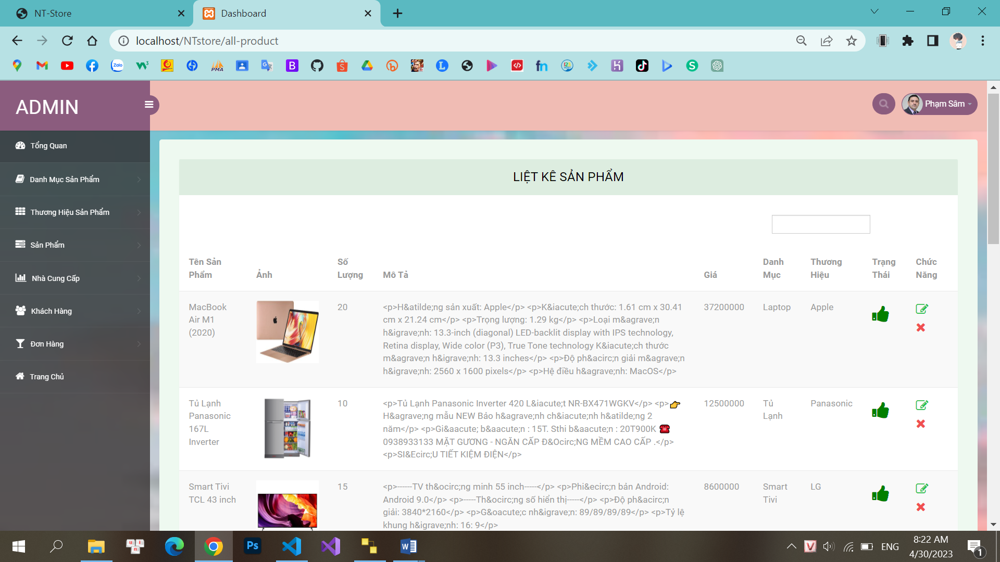 NT-Store
Dashboard
localhost/NTstore/all-product
Zalo
PMA
ADMIN
Phạm Sâm
Tổng Quan
Danh Mục Sản Phẩm
Thương Hiệu Sản Phẩm
Sản Phẩm
Nhà Cung Cấp
Khách Hàng
Đơn Hàng
Trang Chủ
LIỆT KÊ SẢN PHẨM
Tên Sản Phẩm
Ảnh
Số Lượng
Mô Tả
Giá
Danh Mục
Thương Hiệu
Trạng Thái
Chức Năng
MacBook
Air M1
(2020)
20
<p>H&atilde;ng sản xuất: Apple</p> <p>K&iacute;ch thước: 1.61 cm x 30.41
cm x 21.24 cm</p> <p>Trọng lượng: 1.29 kg</p> <p>Loại m&agrave;n
h&igrave;nh: 13.3-inch (diagonal) LED-backlit display with IPS technology,
Retina display, Wide color (P3), True Tone technology K&iacute;ch thước
m&agrave;n h&igrave;nh: 13.3 inches</p> <p>Độ ph&acirc;n giải m&agrave;n
h&igrave;nh: 2560 x 1600 pixels</p> <p>Hệ điều h&agrave;nh: MacOS</p>
37200000
Laptop
Apple
Tủ Lạnh
Panasonic
167L
Inverter
10
<p>Tủ Lạnh Panasonic Inverter 420 L&iacute;t NR-BX471WGKV</p> <p>👉
H&agrave;ng mẫu NEW Bảo h&agrave;nh ch&iacute;nh h&atilde;ng 2
năm</p> <p>Gi&aacute; b&aacute;n : 15T. Sthi b&aacute;n : 20T900K ☎
0938933133 MẶT GƯƠNG - NGĂN CẤP Đ&Ocirc;NG MỀM CAO CẤP .</p>
<p>SI&Ecirc;U TIẾT KIỆM ĐIỆN</p>
12500000
Tủ
Lạnh
Panasonic
Smart Tivi
TCL 43 inch
15
<p>------TV th&ocirc;ng minh 55 inch-----</p> <p>Phi&ecirc;n bản Android:
Android 9.0</p> <p>-----Th&ocirc;ng số hiển thị-----</p> <p>Độ ph&acirc;n
giải: 3840*2160</p> <p>G&oacute;c nh&igrave;n: 89/89/89/89</p> <p>Tỷ lệ
khung h&igrave;nh: 16: 9</p>
8600000
Smart
Tivi
LG
ENG
8:22 AM
4/30/2023
1